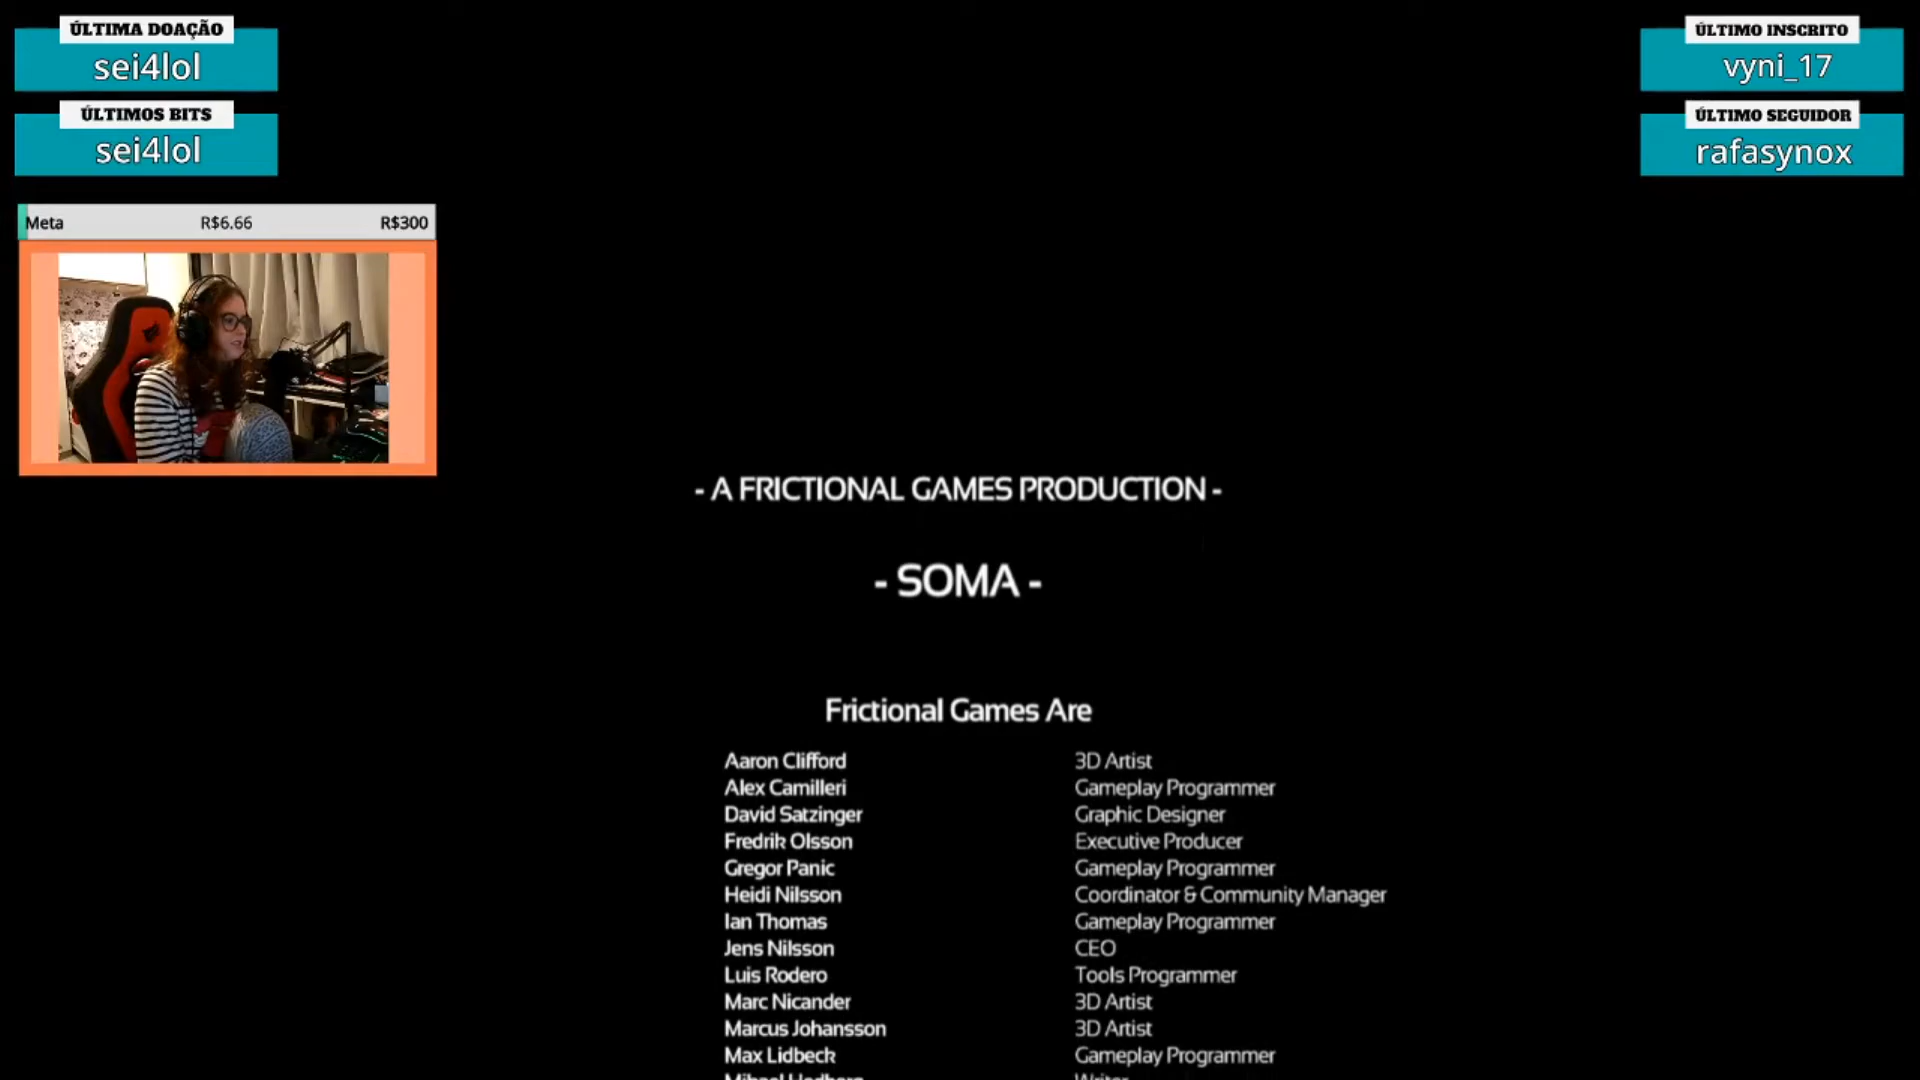 ÚLTIMA DOAÇÃO
sei4lol
ÚLTIMOS BITS
sei4lol
ÚLTIMO INSCRITO
vyni_17
ÚLTIMO SEGUIDOR
rafasynox
Meta R$6.66 R$300
- A FRICTIONAL GAMES PRODUCTION -
- SOMA -
Frictional Games Are
Aaron Clifford 3D Artist
Alex Camilleri Gameplay Programmer
David Satzinger Graphic Designer
Fredrik Olsson Executive Producer
Gregor Panic Gameplay Programmer
Heidi Nilsson Coordinator & Community Manager
Ian Thomas Gameplay Programmer
Jens Nilsson CEO
Luis Rodero Tools Programmer
Marc Nicander 3D Artist
Marcus Johansson 3D Artist
Max Lidbeck Gameplay Programmer